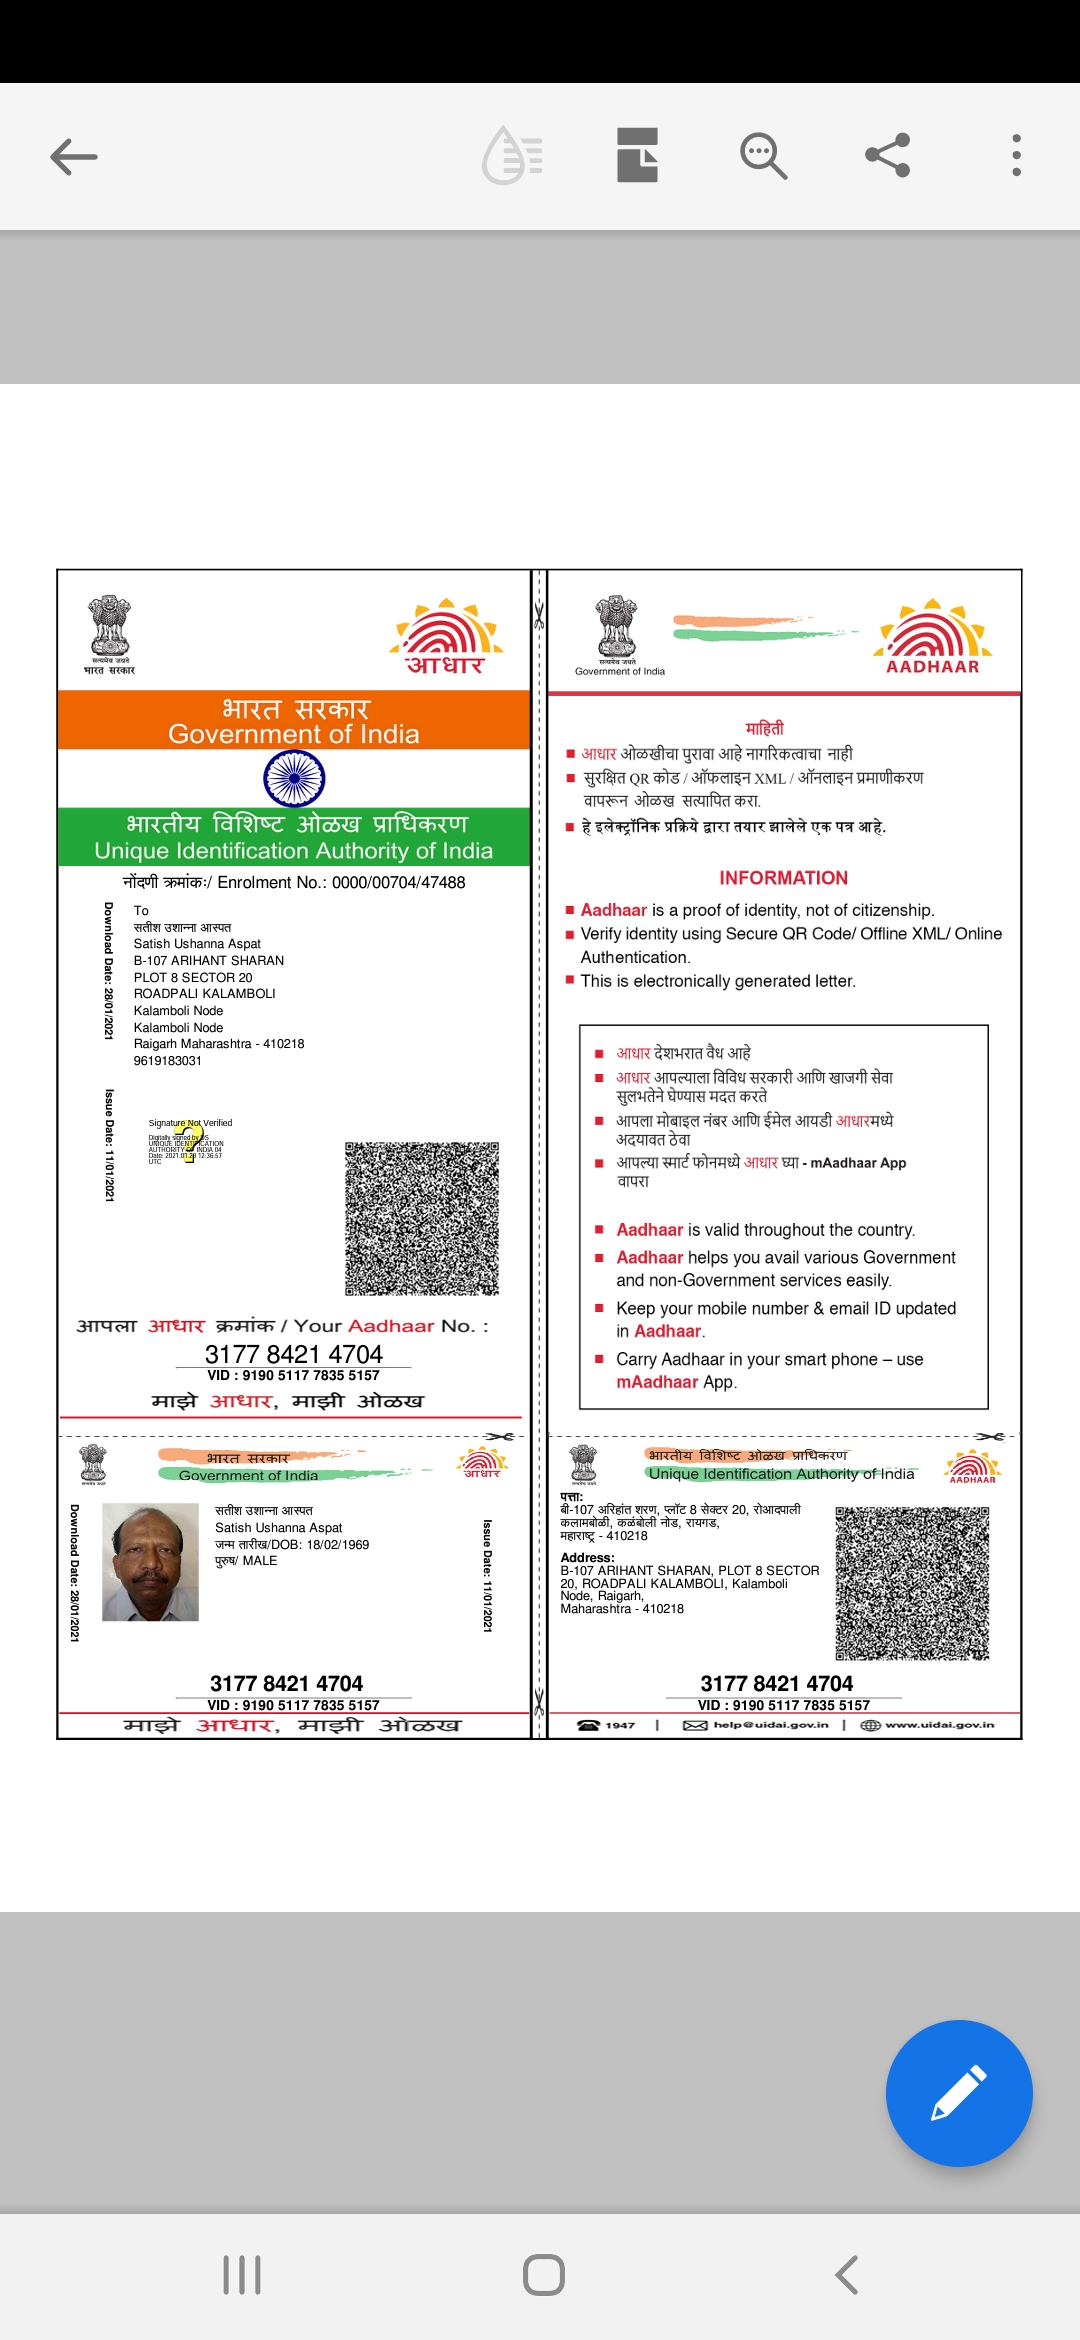 सत्यमेव जयते
भारत सरकार
आधार
भारत सरकार
Government of India
भारतीय विशिष्ट ओळख प्राधिकरण
Unique Identification Authority of India
नोंदणी क्रमांक:/ Enrolment No.: 0000/00704/47488
Download Date: 28/01/2021
To
सतीश उशान्ना आस्पत
Satish Ushanna Aspat
B-107 ARIHANT SHARAN
PLOT 8 SECTOR 20
ROADPALI KALAMBOLI
Kalamboli Node
Kalamboli Node
Raigarh Maharashtra - 410218
9619183031
Issue Date: 11/01/2021
Signature Not Verified
Digitally signed by DS
UNIQUE IDENTIFICATION
AUTHORITY OF INDIA 04
Date: 2021.01.28 12:36:57
UTC
आपला आधार क्रमांक / Your Aadhaar No. :
3177 8421 4704
VID : 9190 5117 7835 5157
माझे आधार, माझी ओळख
भारत सरकार
Government of India
आधार
Download Date: 28/01/2021
सतीश उशान्ना आस्पत
Satish Ushanna Aspat
जन्म तारीख/DOB: 18/02/1969
पुरुष/ MALE
Issue Date: 11/01/2021
3177 8421 4704
VID : 9190 5117 7835 5157
माझे आधार, माझी ओळख
सत्यमेव जयते
Government of India
AADHAAR
माहिती
आधार ओळखीचा पुरावा आहे नागरिकत्वाचा नाही
सुरक्षित QR कोड / ऑफलाइन XML / ऑनलाइन प्रमाणीकरण
वापरून ओळख सत्यापित करा.
हे इलेक्ट्रॉनिक प्रक्रिये द्वारा तयार झालेले एक पत्र आहे.
INFORMATION
Aadhaar is a proof of identity, not of citizenship.
Verify identity using Secure QR Code/ Offline XML/ Online
Authentication.
This is electronically generated letter.
आधार देशभरात वैध आहे
आधार आपल्याला विविध सरकारी आणि खाजगी सेवा
सुलभतेने घेण्यास मदत करते
आपला मोबाइल नंबर आणि ईमेल आयडी आधारमध्ये
अदयावत ठेवा
आपल्या स्मार्ट फोनमध्ये आधार घ्या - mAadhaar App
वापरा
Aadhaar is valid throughout the country.
Aadhaar helps you avail various Government
and non-Government services easily.
Keep your mobile number & email ID updated
in Aadhaar.
Carry Aadhaar in your smart phone – use
mAadhaar App.
भारतीय विशिष्ट ओळख प्राधिकरण
Unique Identification Authority of India
AADHAAR
पत्ता:
बी-107 अरिहांत शरण, प्लॉट 8 सेक्टर 20, रोआदपाली
कलामबोळी, कळंबोली नोड, रायगड,
महाराष्ट्र - 410218
Address:
B-107 ARIHANT SHARAN, PLOT 8 SECTOR
20, ROADPALI KALAMBOLI, Kalamboli
Node, Raigarh,
Maharashtra - 410218
3177 8421 4704
VID : 9190 5117 7835 5157
1947 | help@uidai.gov.in | www.uidai.gov.in